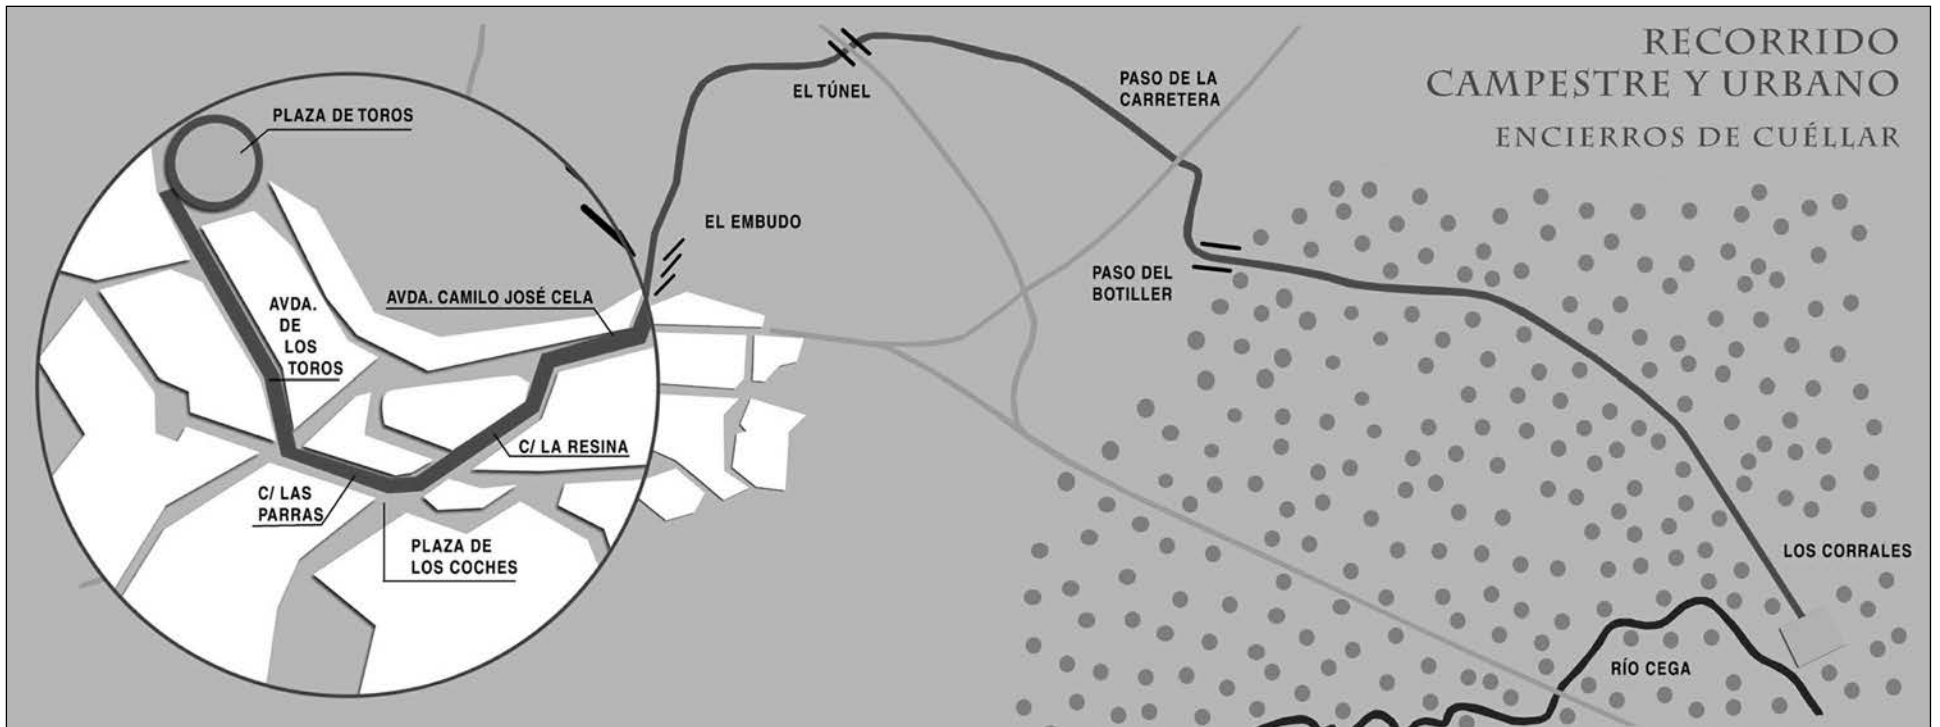 RECORRIDO
CAMPESTRE Y URBANO
ENCIERROS DE CUÉLLAR
PLAZA DE TOROS
EL TÚNEL
PASO DE LA
CARRETERA
EL EMBUDO
PASO DEL
BOTILLER
AVDA. CAMILO JOSÉ CELA
AVDA.
DE
LOS
TOROS
C/ LA RESINA
C/ LAS
PARRAS
PLAZA DE
LOS COCHES
LOS CORRALES
RÍO CEGA